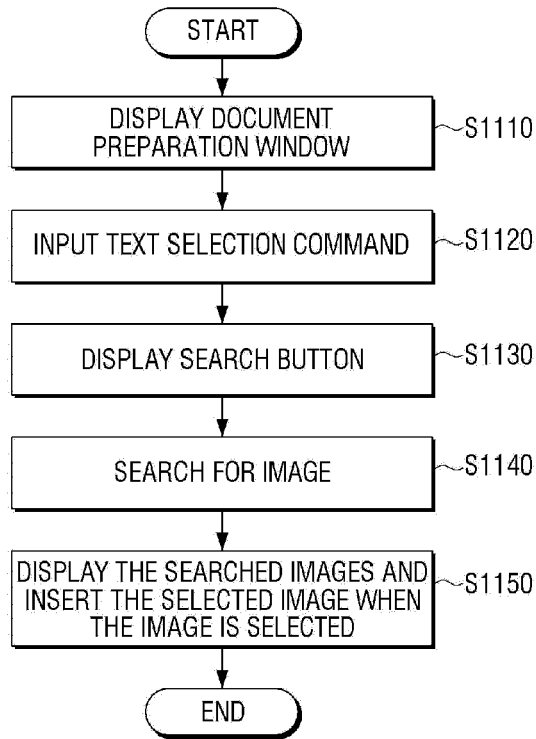 START
DISPLAY DOCUMENT
PREPARATION WINDOW
S1110
INPUT TEXT SELECTION COMMAND
S1120
DISPLAY SEARCH BUTTON
S1130
SEARCH FOR IMAGE
S1140
DISPLAY THE SEARCHED IMAGES AND
INSERT THE SELECTED IMAGE WHEN
THE IMAGE IS SELECTED
S1150
END